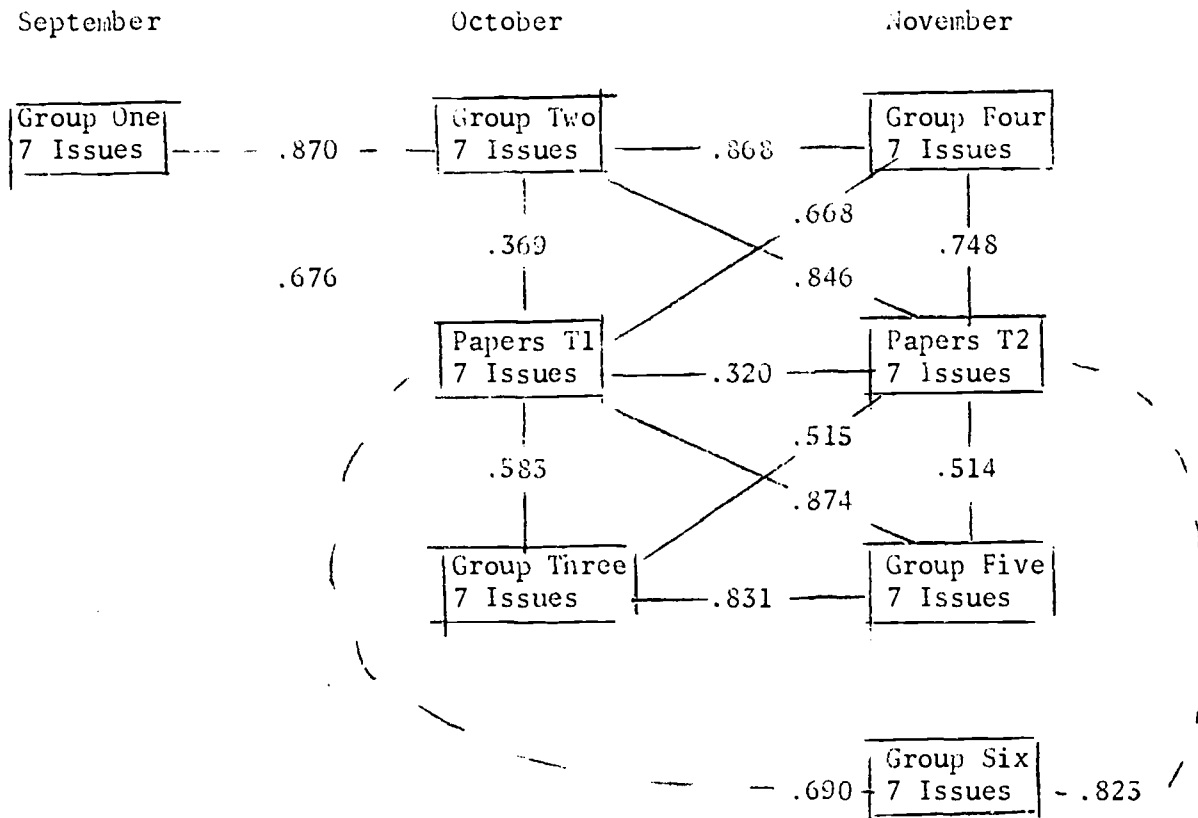 September October November
Group One Group Two Group Four
7 Issues .870 7 Issues .868 7 Issues
.668
.369 .748
.676 .846
Papers T1 Papers T2
7 Issues .320 7 Issues
.515
.583 .514
.874
Group Three Group Five
7 Issues .831 7 Issues
Group Six
.690 7 Issues .823